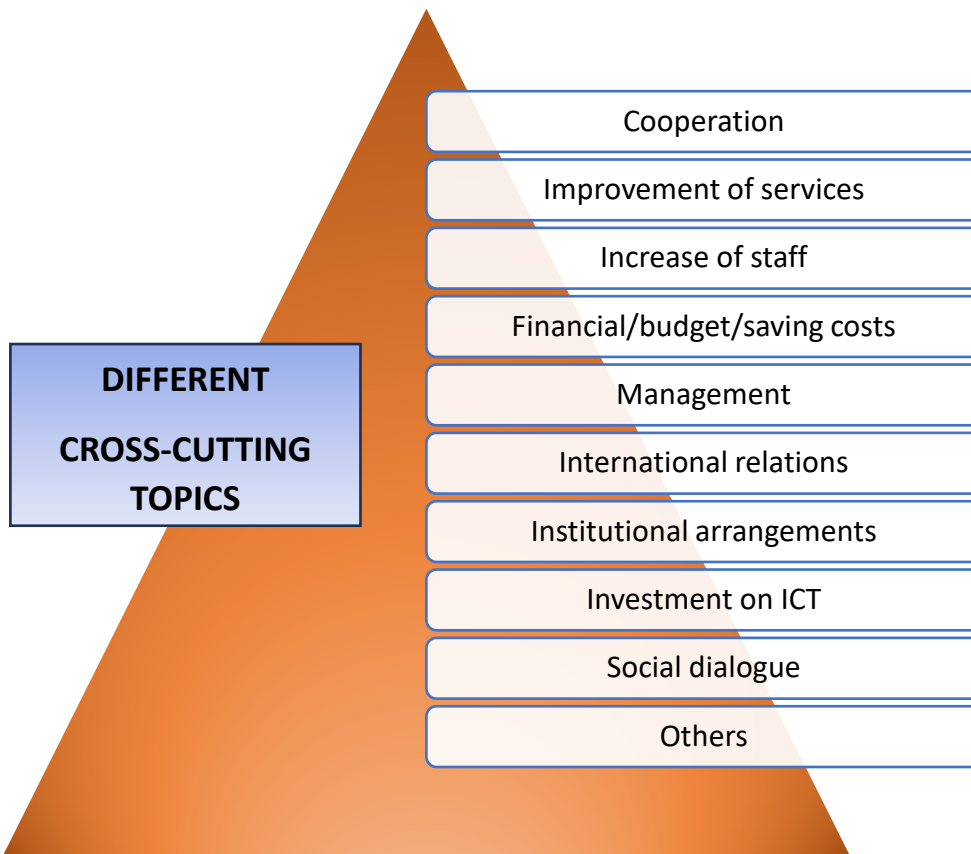 Cooperation
Improvement of services
Increase of staff
Financial/budget/saving costs
DIFFERENT
CROSS-CUTTING
TOPICS
Management
International relations
Institutional arrangements
Investment on ICT
Social dialogue
Others